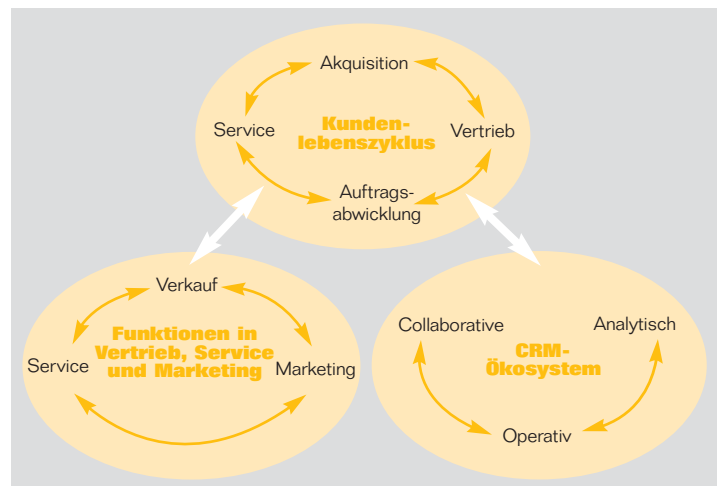 Akquisition
Service
Kunden-
lebenszyklus
Vertrieb
Auftrags-
abwicklung
Verkauf
Funktionen in
Vertrieb, Service
und Marketing
Service
Marketing
Collaborative
Analytisch
CRM-
Ökosystem
Operativ